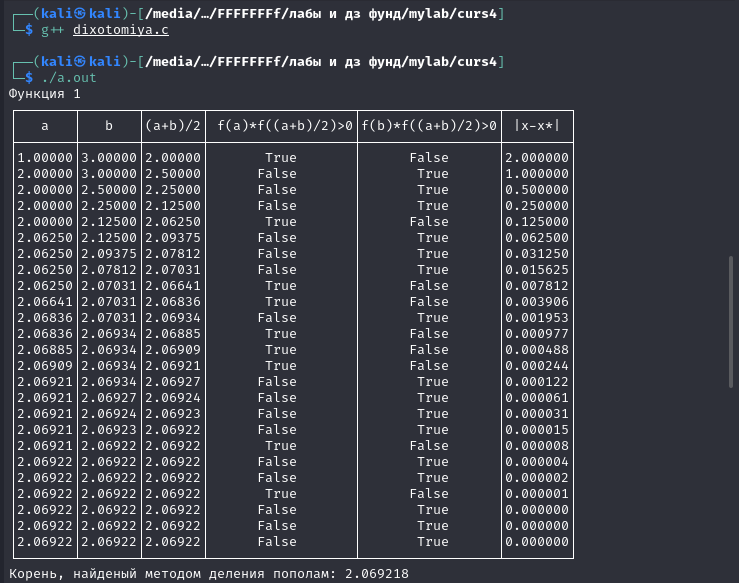 ┌──(kali㉿kali)-[/media/…/FFFFFFFf/лабы и дз фунд/mylab/curs4]
└─$ g++ dixotomiya.c
┌──(kali㉿kali)-[/media/…/FFFFFFFf/лабы и дз фунд/mylab/curs4]
└─$ ./a.out
Функция 1
a b (a+b)/2 f(a)*f((a+b)/2)>0 f(b)*f((a+b)/2)>0 |x-x*|
1.00000 3.00000 2.00000 True False 2.000000
2.00000 3.00000 2.50000 False True 1.000000
2.00000 2.50000 2.25000 False True 0.500000
2.00000 2.25000 2.12500 False True 0.250000
2.00000 2.12500 2.06250 True False 0.125000
2.06250 2.12500 2.09375 False True 0.062500
2.06250 2.09375 2.07812 False True 0.031250
2.06250 2.07812 2.07031 False True 0.015625
2.06250 2.07031 2.06641 True False 0.007812
2.06641 2.07031 2.06836 True False 0.003906
2.06836 2.07031 2.06934 False True 0.001953
2.06836 2.06934 2.06885 True False 0.000977
2.06885 2.06934 2.06909 True False 0.000488
2.06909 2.06934 2.06921 True False 0.000244
2.06921 2.06934 2.06927 False True 0.000122
2.06921 2.06927 2.06924 False True 0.000061
2.06921 2.06924 2.06923 False True 0.000031
2.06921 2.06923 2.06922 False True 0.000015
2.06921 2.06922 2.06922 True False 0.000008
2.06922 2.06922 2.06922 False True 0.000004
2.06922 2.06922 2.06922 False True 0.000002
2.06922 2.06922 2.06922 True False 0.000001
2.06922 2.06922 2.06922 False True 0.000000
2.06922 2.06922 2.06922 False True 0.000000
2.06922 2.06922 2.06922 False True 0.000000
Корень, найденый методом деления пополам: 2.069218